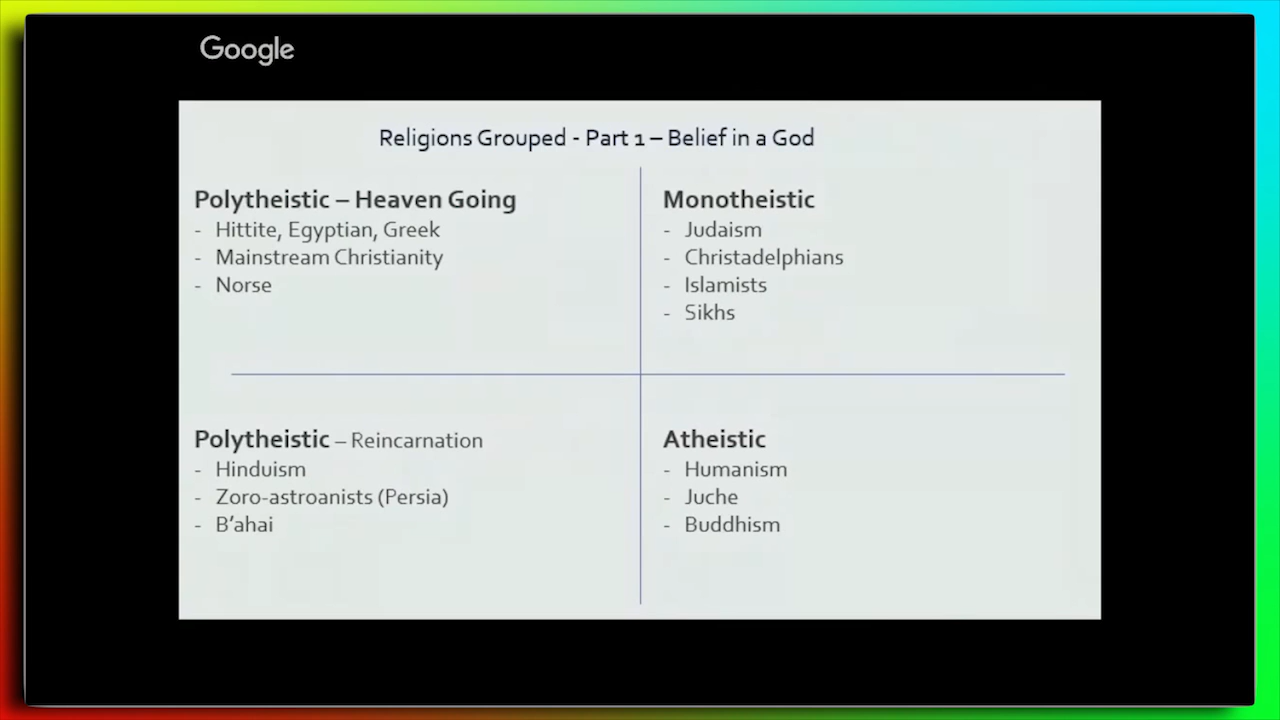 Google
Religions Grouped - Part 1 – Belief in a God
Polytheistic – Heaven Going
- Hittite, Egyptian, Greek
- Mainstream Christianity
- Norse
Monotheistic
- Judaism
- Christadelphians
- Islamists
- Sikhs
Polytheistic – Reincarnation
- Hinduism
- Zoro-astroanists (Persia)
- B’ahai
Atheistic
- Humanism
- Juche
- Buddhism